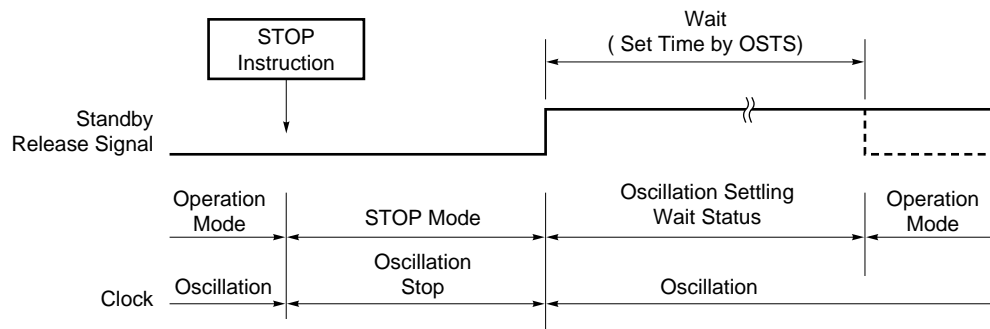 STOP
Instruction
Wait
( Set Time by OSTS)
Standby
Release Signal
Operation
Mode
STOP Mode
Oscillation Settling
Wait Status
Operation
Mode
Clock
Oscillation
Oscillation
Stop
Oscillation